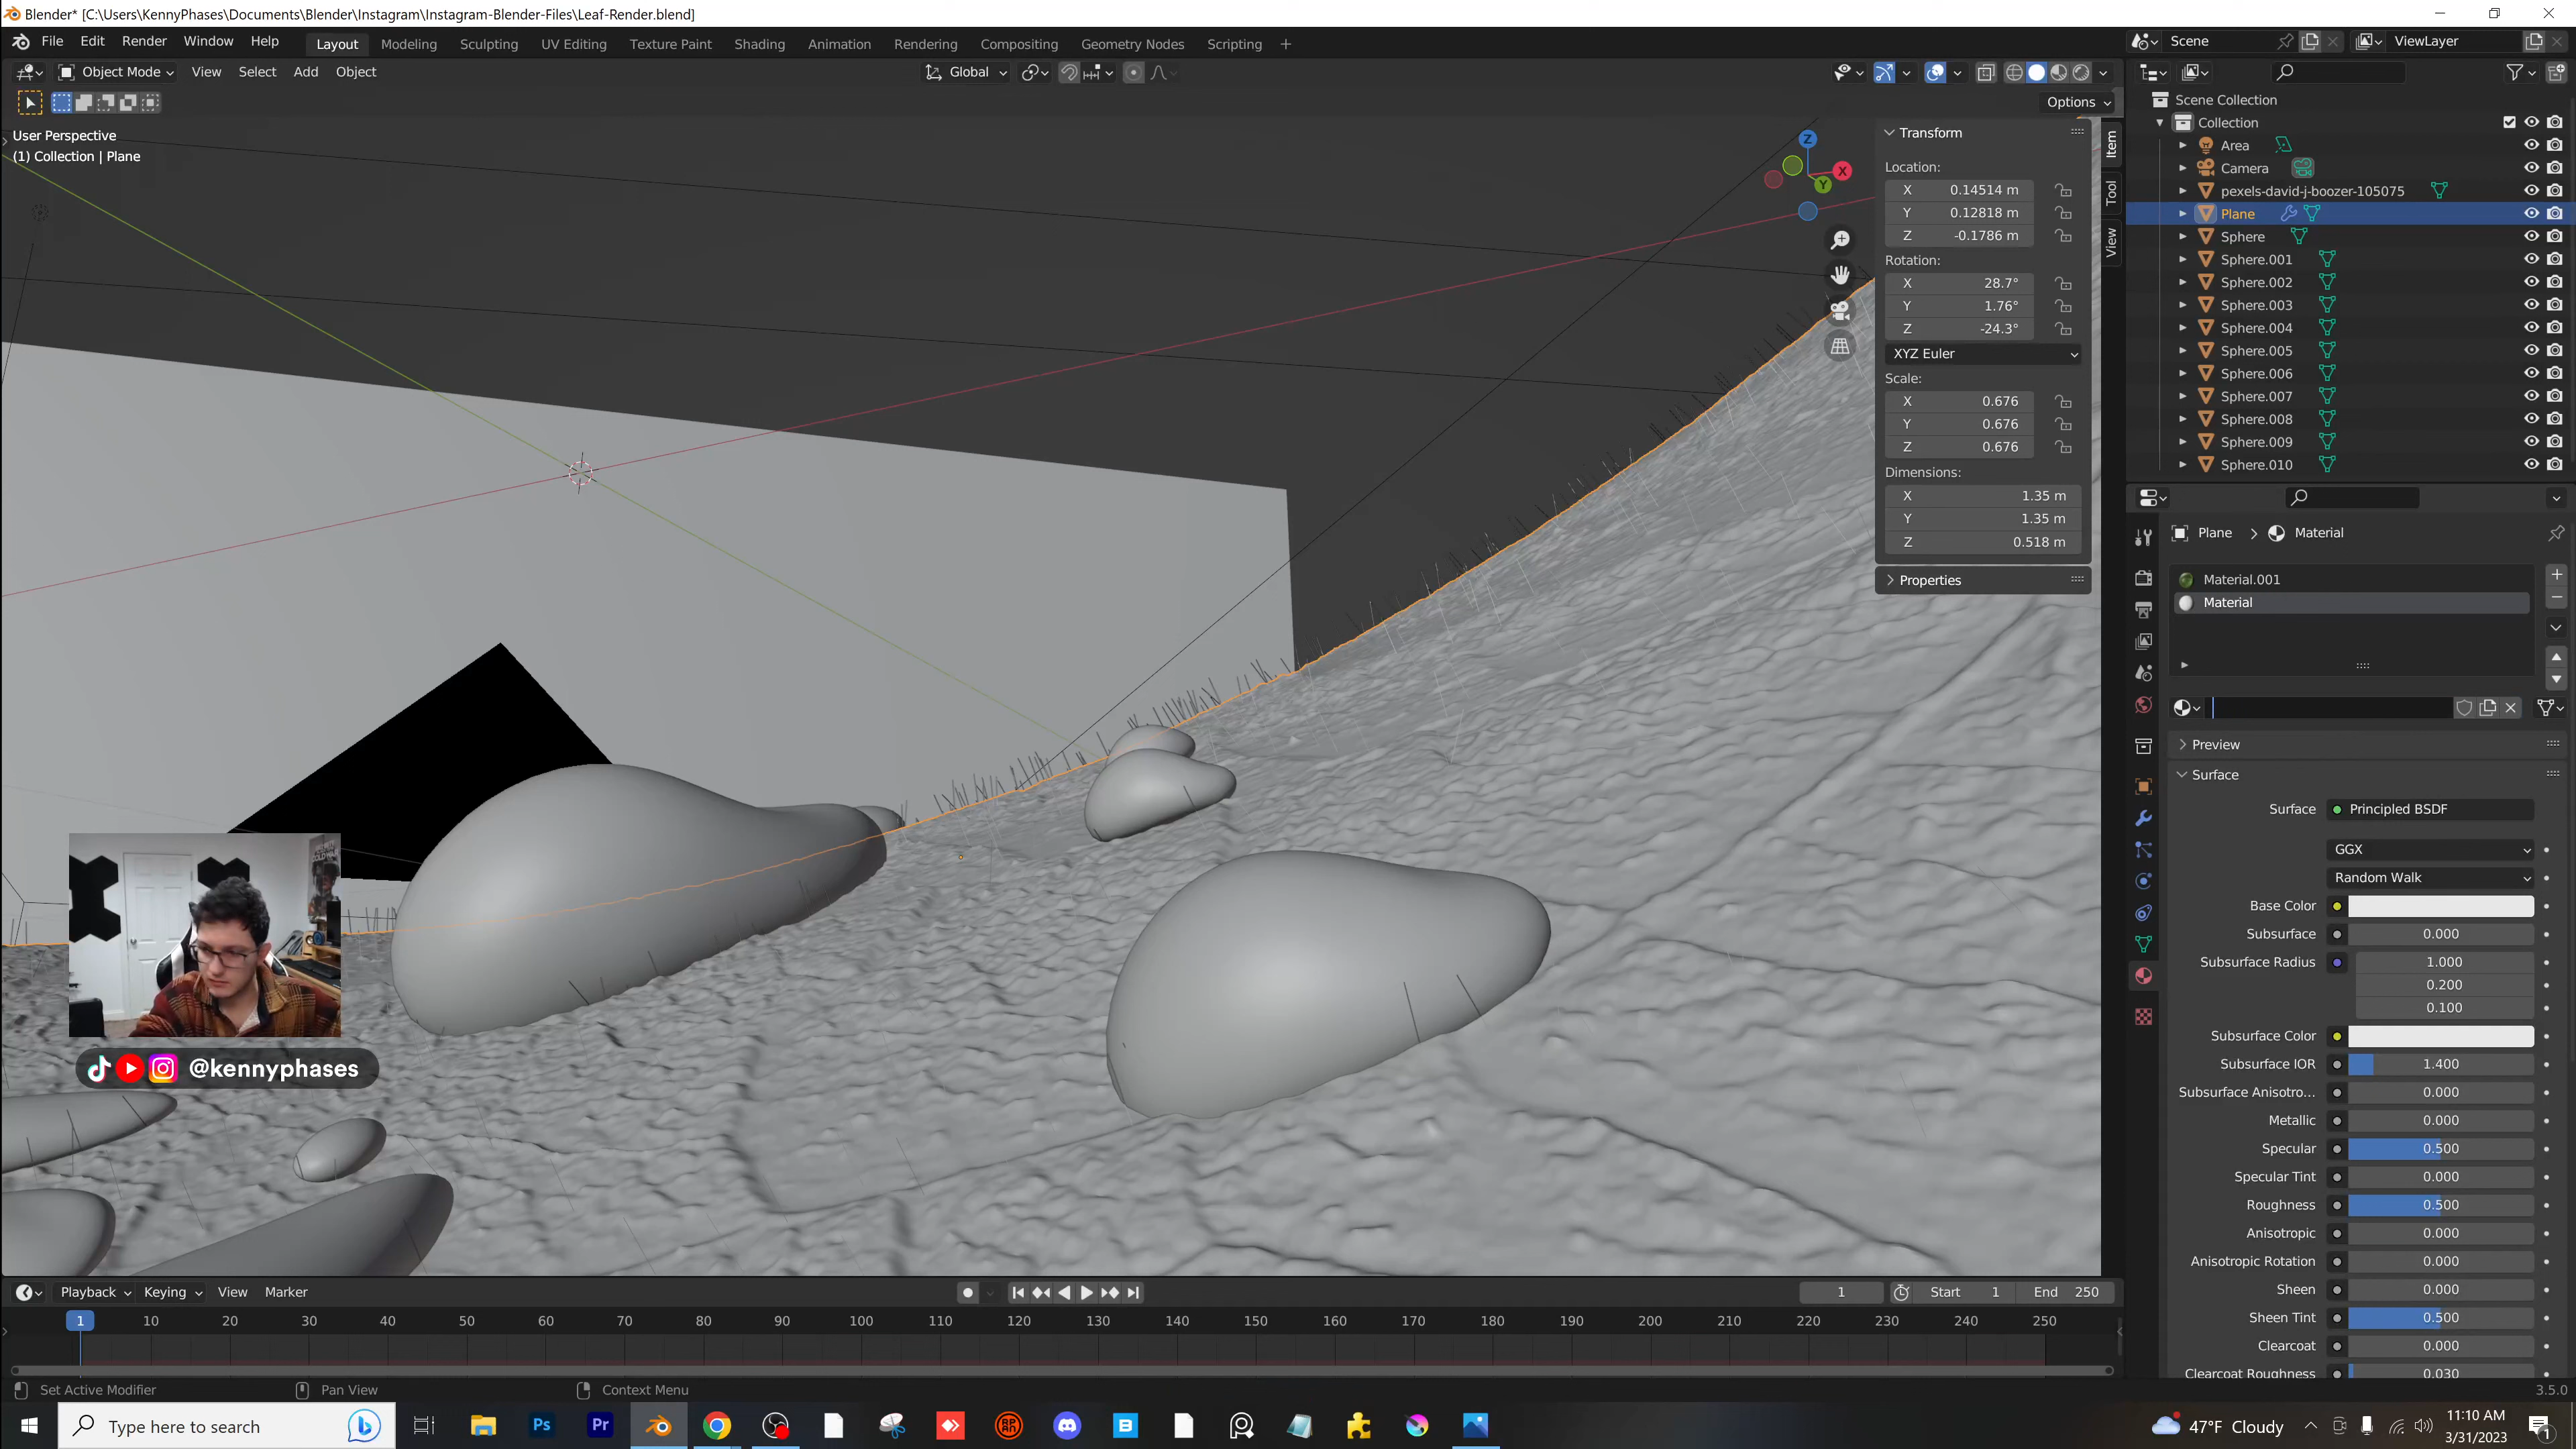 Blender* [C:\Users\KennyPhases\Documents\Blender\Instagram\Instagram-Blender-Files\Leaf-Render.blend]
File Edit Render Window Help Layout Modeling Sculpting UV Editing Texture Paint Shading Animation Rendering Compositing Geometry Nodes Scripting + Scene ViewLayer
Object Mode View Select Add Object Global
Options
User Perspective
(1) Collection | Plane
Transform
Location:
X 0.14514 m
Y 0.12818 m
Z -0.1786 m
Rotation:
X 28.7°
Y 1.76°
Z -24.3°
XYZ Euler
Scale:
X 0.676
Y 0.676
Z 0.676
Dimensions:
X 1.35 m
Y 1.35 m
Z 0.518 m
Properties
Item
Tool
View
Z
X
Y
Scene Collection
Collection
Area
Camera
pexels-david-j-boozer-105075
Plane
Sphere
Sphere.001
Sphere.002
Sphere.003
Sphere.004
Sphere.005
Sphere.006
Sphere.007
Sphere.008
Sphere.009
Sphere.010
Plane > Material
Material.001
Material
Preview
Surface
Surface Principled BSDF
GGX
Random Walk
Base Color
Subsurface 0.000
Subsurface Radius 1.000
0.200
0.100
Subsurface Color
Subsurface IOR 1.400
Subsurface Anisotro... 0.000
Metallic 0.000
Specular 0.500
Specular Tint 0.000
Roughness 0.500
Anisotropic 0.000
Anisotropic Rotation 0.000
Sheen 0.000
Sheen Tint 0.500
Clearcoat 0.000
Clearcoat Roughness 0.030
@kennyphases
Playback Keying View Marker 1 Start 1 End 250
1 10 20 30 40 50 60 70 80 90 100 110 120 130 140 150 160 170 180 190 200 210 220 230 240 250
Set Active Modifier Pan View Context Menu 3.5.0
Type here to search
Ps
Pr
47°F Cloudy
11:10 AM
3/31/2023
1